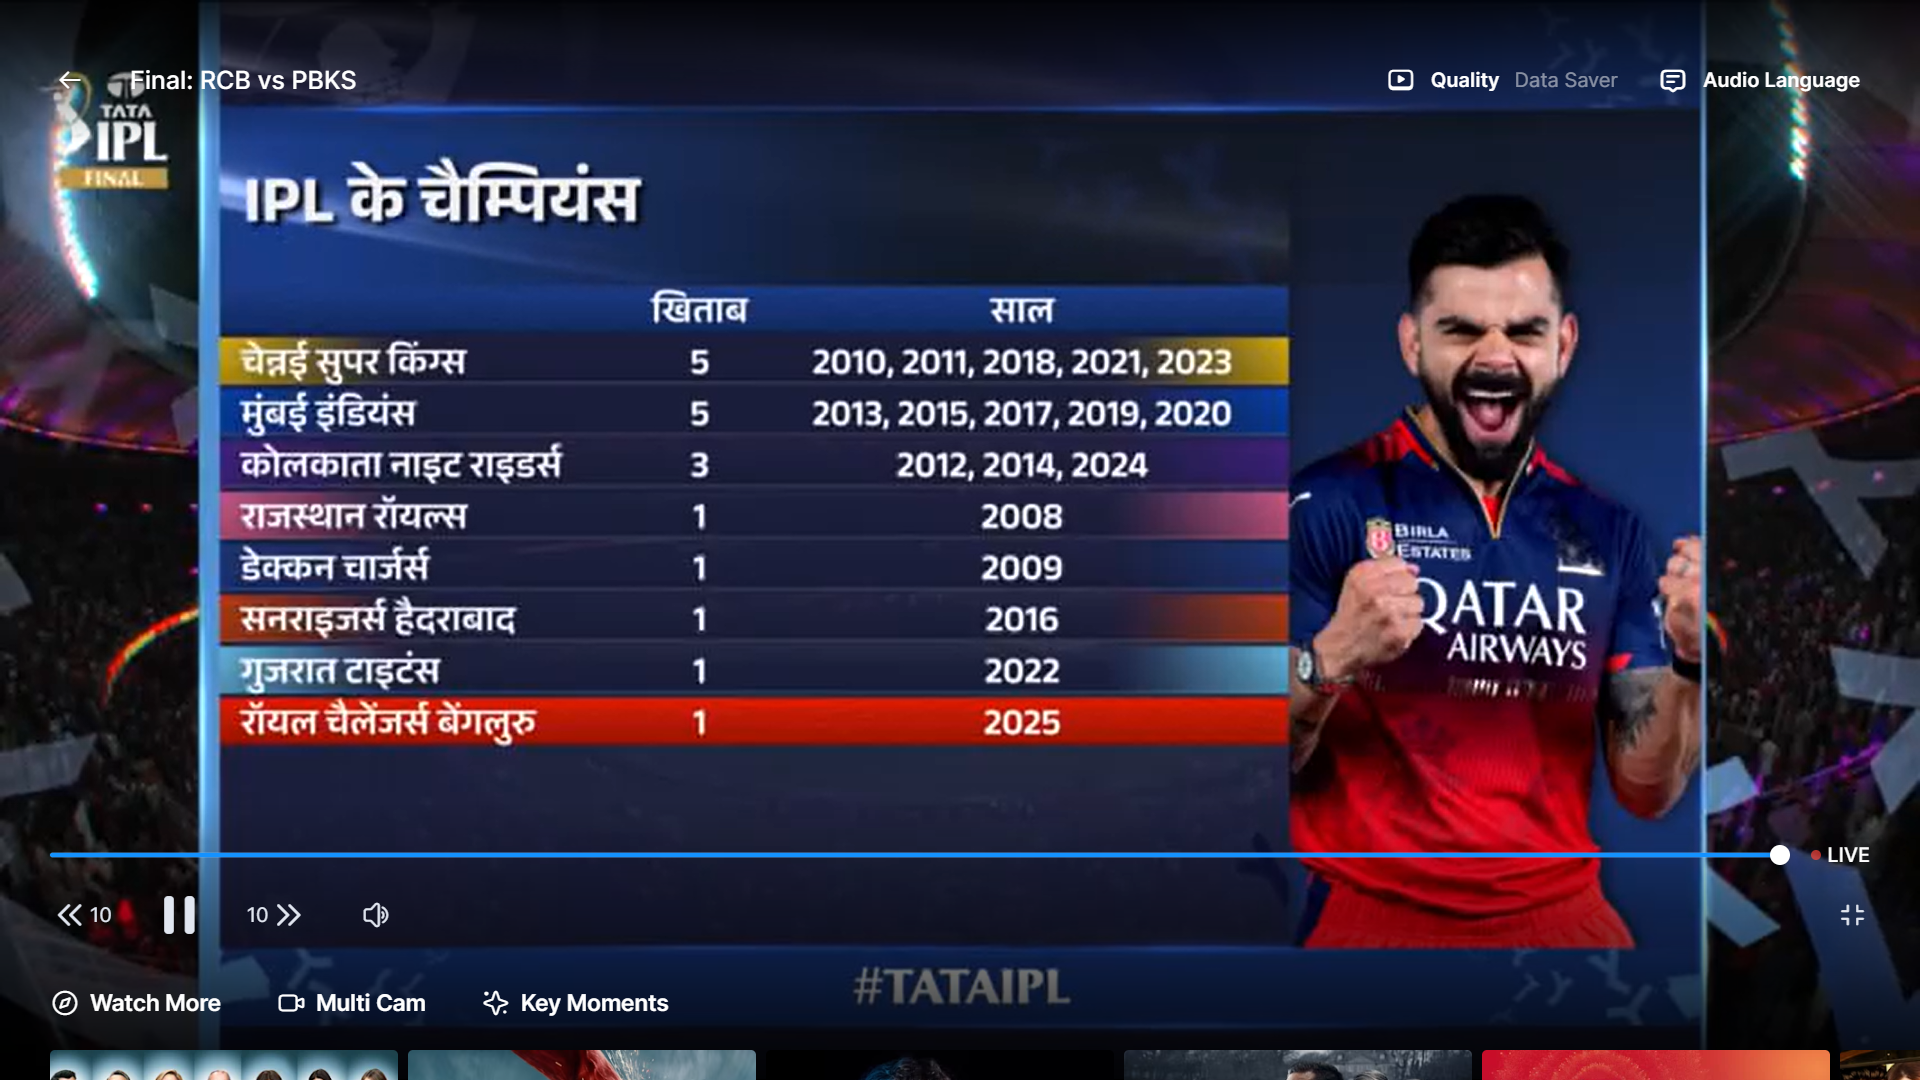 Final: RCB vs PBKS
Quality Data Saver
Audio Language
TATA
IPL
FINAL
IPL के चैम्पियंस
खिताब साल
चेन्नई सुपर किंग्स 5 2010, 2011, 2018, 2021, 2023
मुंबई इंडियंस 5 2013, 2015, 2017, 2019, 2020
कोलकाता नाइट राइडर्स 3 2012, 2014, 2024
राजस्थान रॉयल्स 1 2008
डेक्कन चार्जर्स 1 2009
सनराइजर्स हैदराबाद 1 2016
गुजरात टाइटंस 1 2022
रॉयल चैलेंजर्स बेंगलुरु 1 2025
BIRLA
ESTATES
QATAR
AIRWAYS
LIVE
10 10
#TATAIPL
Watch More Multi Cam Key Moments